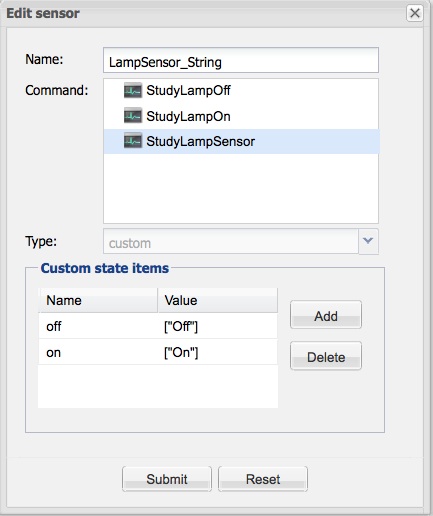 Edit sensor
Name: LampSensor_String
Command: StudyLampOff
StudyLampOn
StudyLampSensor
Type: custom
Custom state items
Name Value
off ["Off"]
on ["On"]
Add
Delete
Submit Reset